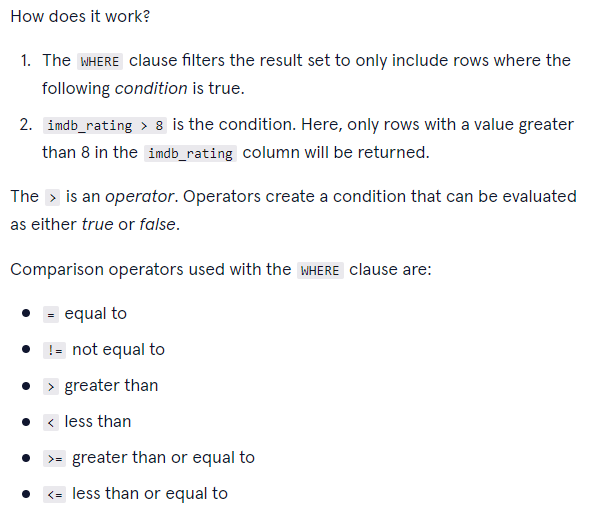 How does it work?
1. The WHERE clause filters the result set to only include rows where the
following condition is true.
2. imdb_rating > 8 is the condition. Here, only rows with a value greater
than 8 in the imdb_rating column will be returned.
The > is an operator. Operators create a condition that can be evaluated
as either true or false.
Comparison operators used with the WHERE clause are:
● = equal to
● != not equal to
● > greater than
● < less than
● >= greater than or equal to
● <= less than or equal to